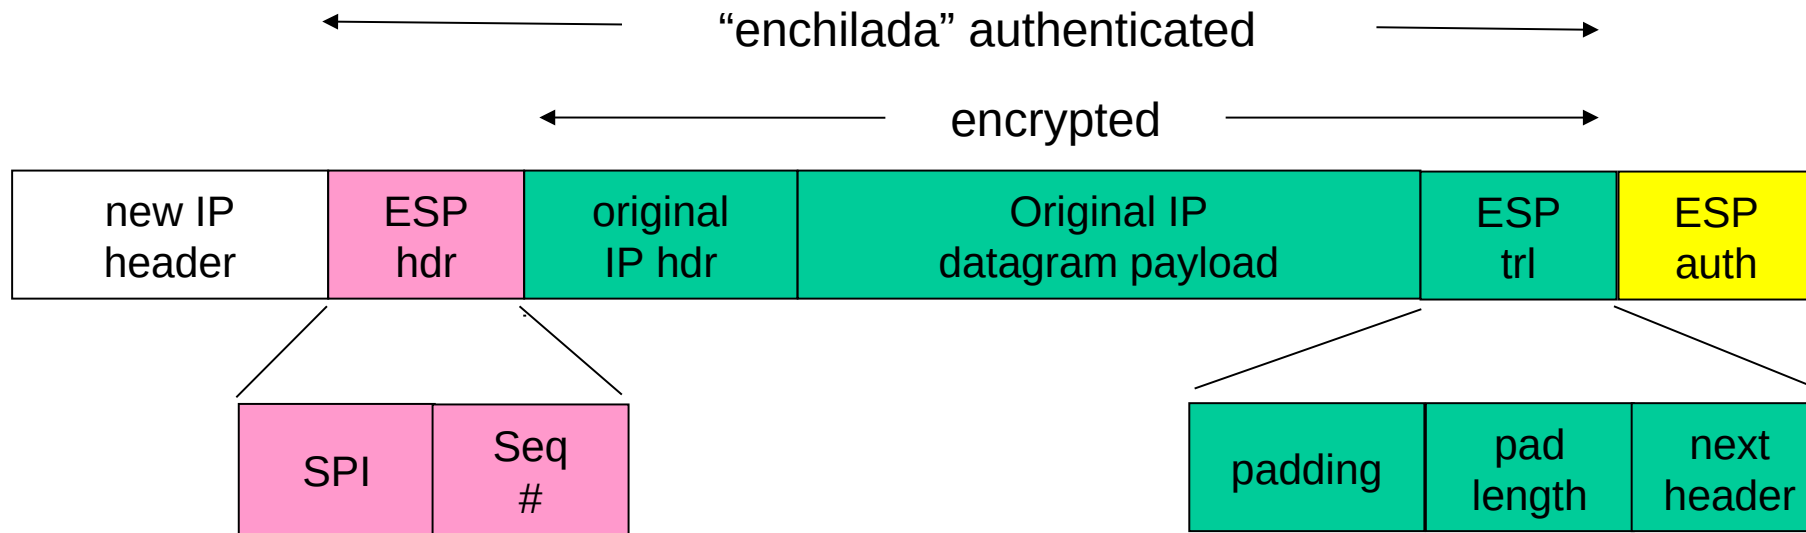 “enchilada” authenticated
encrypted
new IP
header
ESP
hdr
original
IP hdr
Original IP
datagram payload
ESP
trl
ESP
auth
SPI
Seq
#
padding
pad
length
next
header